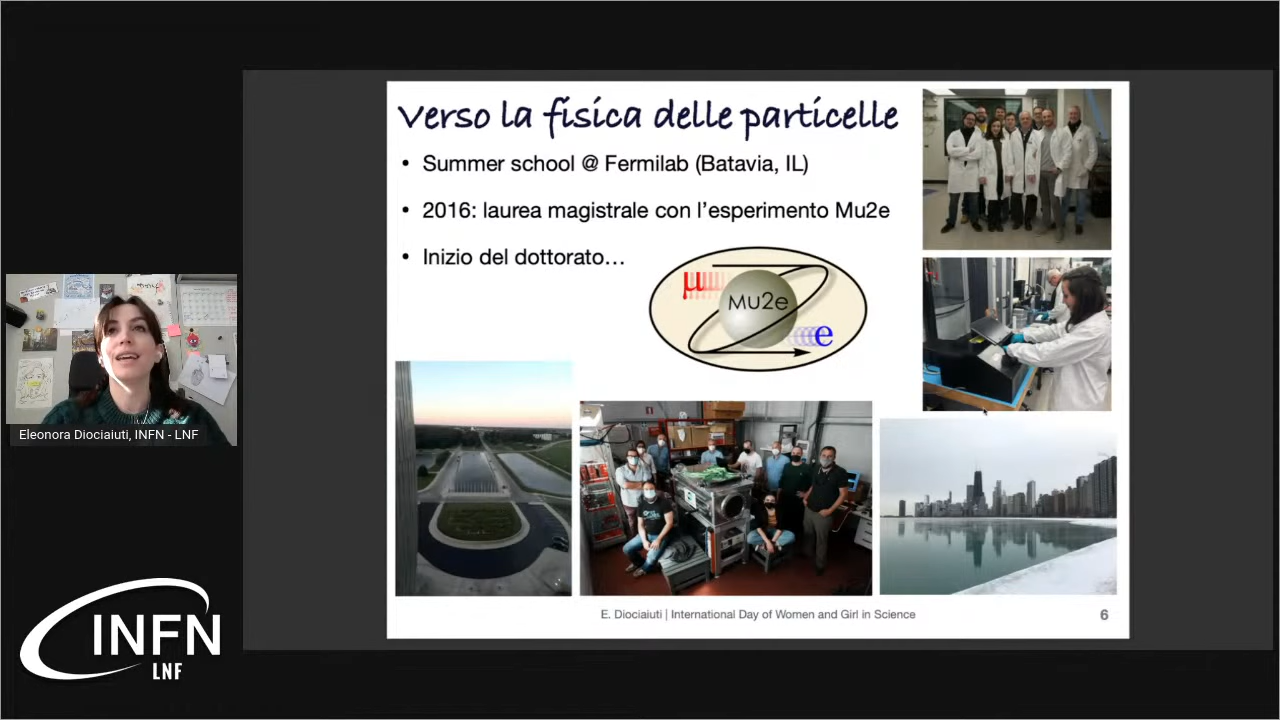 Verso la fisica delle particelle
• Summer school @ Fermilab (Batavia, IL)
• 2016: laurea magistrale con l'esperimento Mu2e
• Inizio del dottorato...
μ
Mu2e
e
Eleonora Diociaiuti, INFN - LNF
INFN
LNF
E. Diociaiuti | International Day of Women and Girl in Science
6